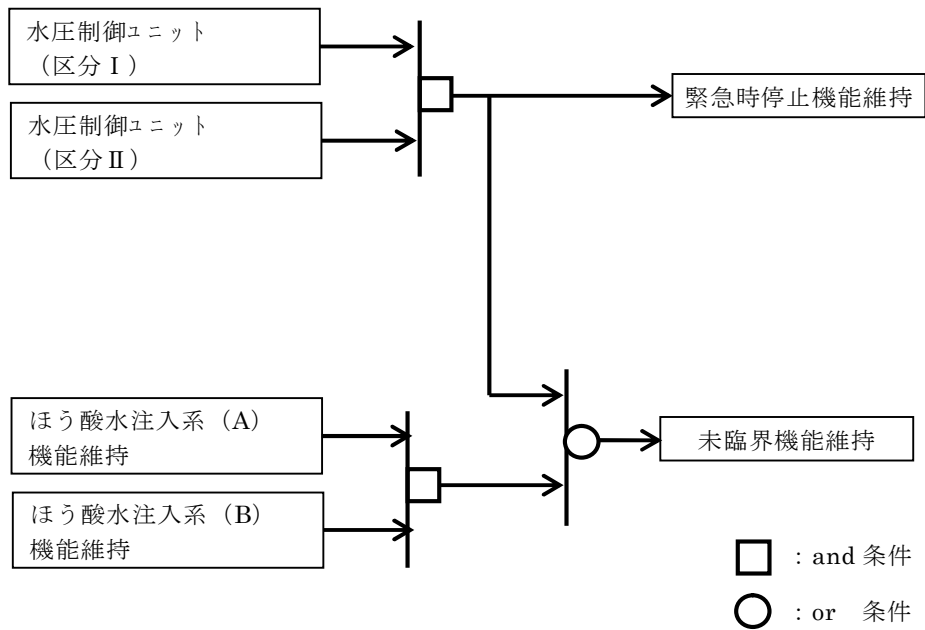 水圧制御ユニット
（区分Ⅰ）
緊急時停止機能維持
水圧制御ユニット
（区分Ⅱ）
ほう酸水注入系（A）
機能維持
未臨界機能維持
ほう酸水注入系（B）
機能維持
：and 条件
：or 条件